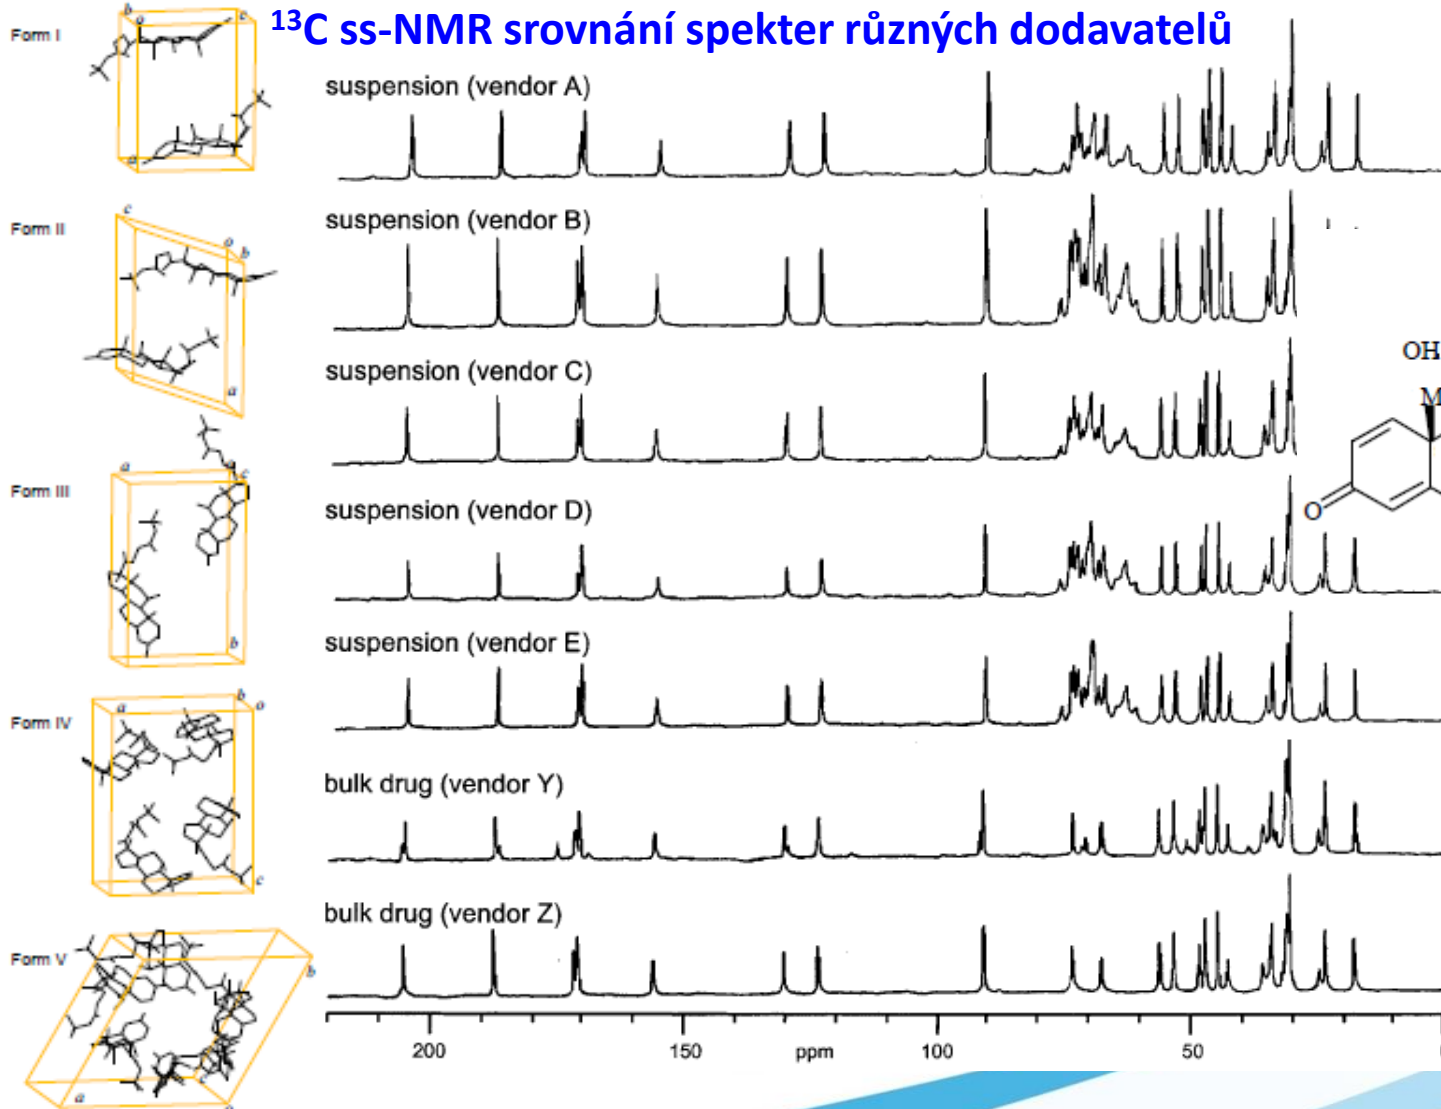 ¹³C ss-NMR srovnání spekter různých dodavatelů
Form I
b
o
c
a
suspension (vendor A)
Form II
c
o
b
a
suspension (vendor B)
suspension (vendor C)
OH
M
O
Form III
a
c
b
suspension (vendor D)
suspension (vendor E)
Form IV
a
b
o
c
bulk drug (vendor Y)
bulk drug (vendor Z)
Form V
b
c
a
o
200
150
ppm
100
50